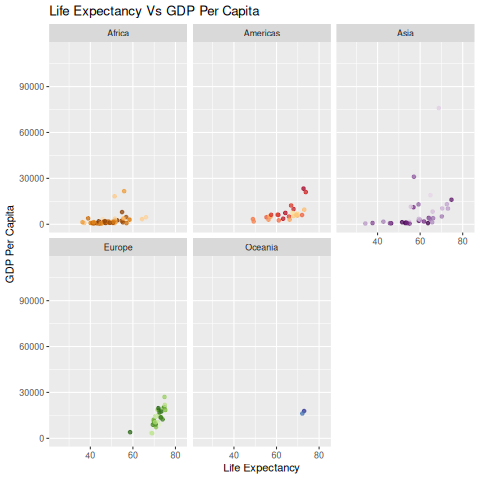 Life Expectancy Vs GDP Per Capita
Africa
Americas
Asia
90000
60000
30000
0
40
60
80
GDP Per Capita
Europe
Oceania
90000
60000
30000
0
40
60
80
40
60
80
Life Expectancy